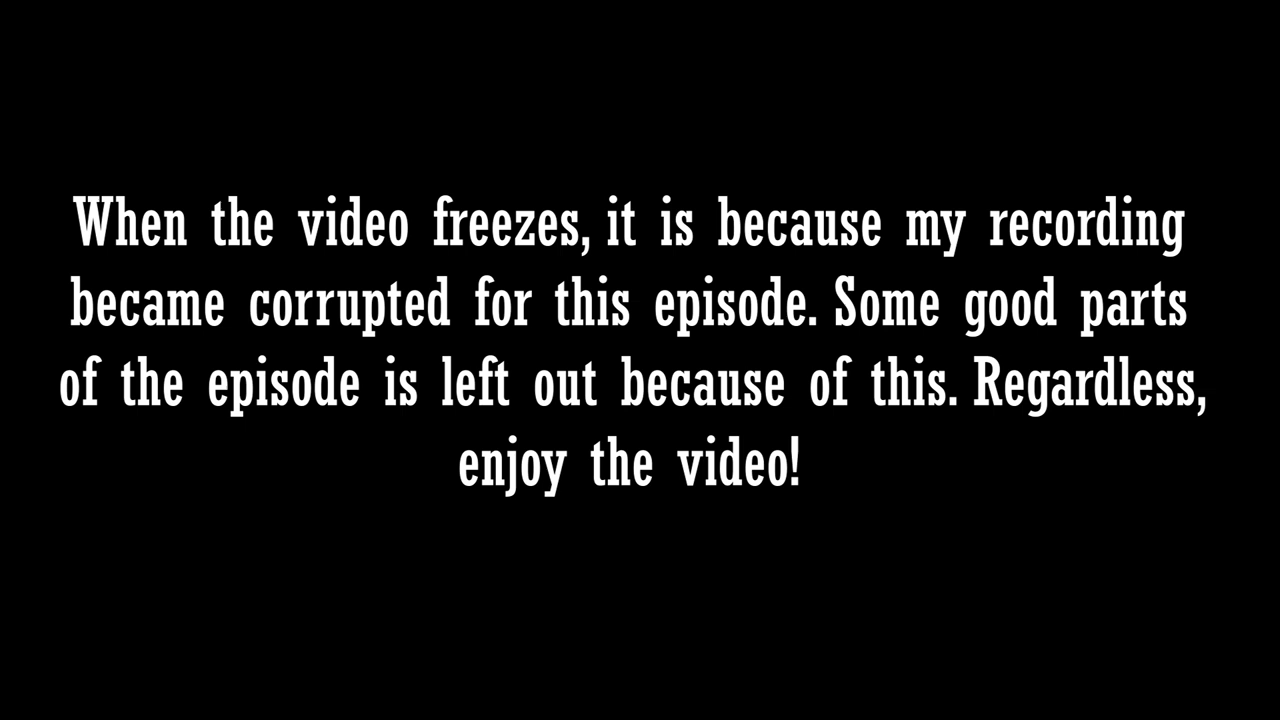 When the video freezes, it is because my recording
became corrupted for this episode. Some good parts
of the episode is left out because of this. Regardless,
enjoy the video!